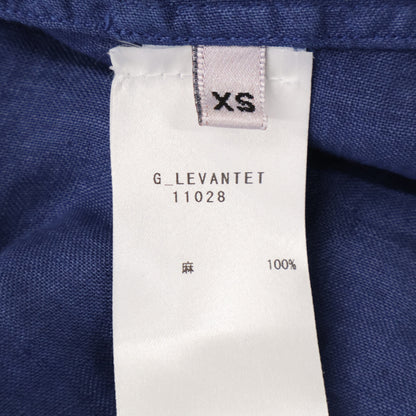 XS
G_LEVANTET
11028
麻 100%